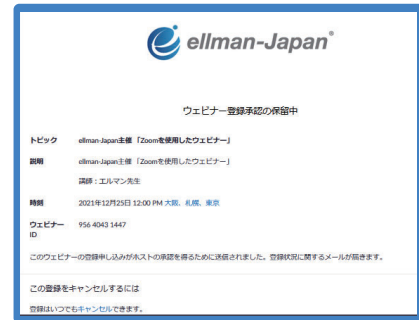 ellman-Japan®
ウェビナー登録承認の保留中
トピック ellman-Japan主催 「Zoomを使用したウェビナー」
説明 ellman-Japan主催 「Zoomを使用したウェビナー」
講師：エルマン先生
時刻 2021年12月25日 12:00 PM 大阪、札幌、東京
ウェビナー
ID
956 4043 1447
このウェビナーの登録申し込みがホストの承認を得るために送信されました。登録状況に関するメールが届きます。
この登録をキャンセルするには
登録はいつでもキャンセルできます。